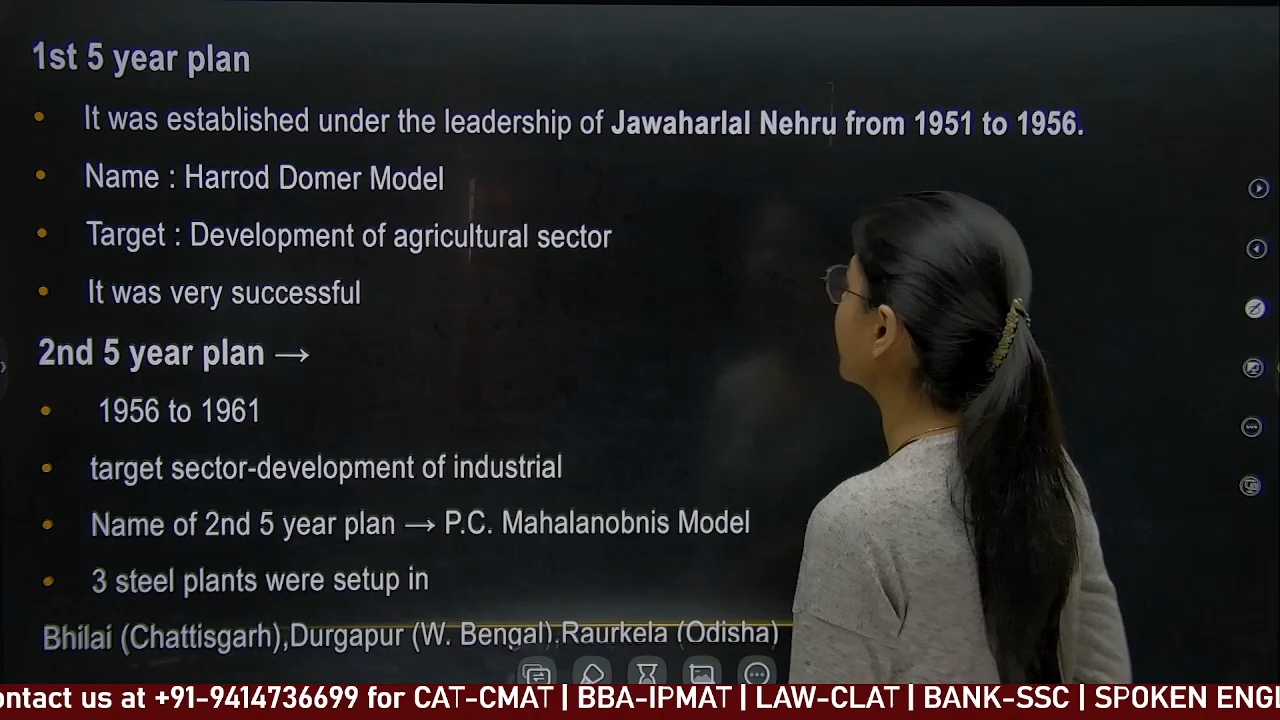 1st 5 year plan
It was established under the leadership of Jawaharlal Nehru from 1951 to 1956.
Name : Harrod Domer Model
Target : Development of agricultural sector
It was very successful
2nd 5 year plan →
1956 to 1961
target sector-development of industrial
Name of 2nd 5 year plan → P.C. Mahalanobnis Model
3 steel plants were setup in
Bhilai (Chattisgarh),Durgapur (W. Bengal).Raurkela (Odisha)
ontact us at +91-9414736699 for CAT-CMAT | BBA-IPMAT | LAW-CLAT | BANK-SSC | SPOKEN ENGL